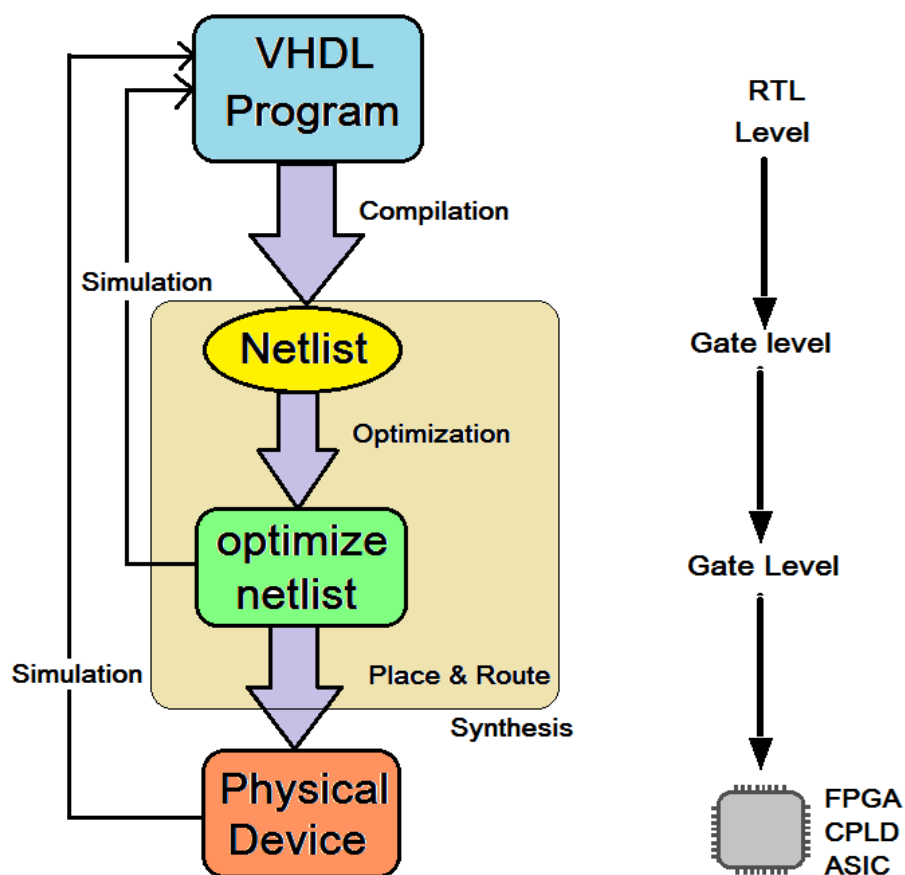 VHDL
Program
RTL
Level
Compilation
Simulation
Netlist
Gate level
Optimization
optimize
netlist
Gate Level
Simulation
Place & Route
Synthesis
Physical
Device
FPGA
CPLD
ASIC